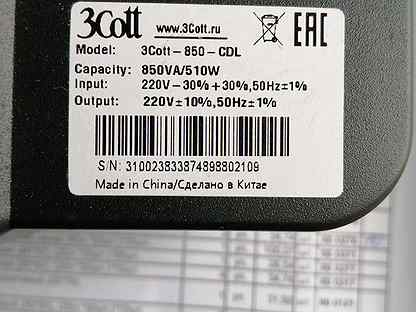 3Cott www.3Cott.ru EAC
Model: 3Cott-850-CDL
Capacity: 850VA/510W
Input: 220V-30%+30%,50Hz±1%
Output: 220V±10%,50Hz±1%
S/N: 310023833874898802109
Made in China/Сделано в Китае